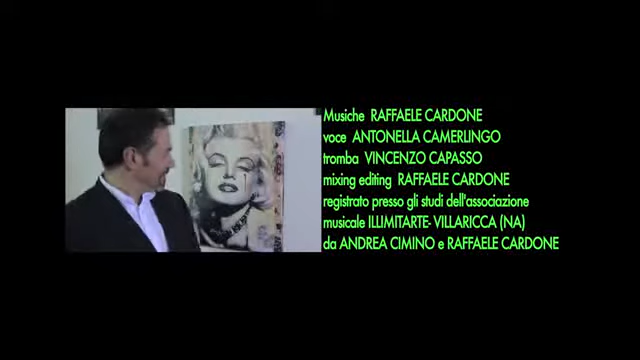 Musiche RAFFAELE CARDONE
voce ANTONELLA CAMERLINGO
tromba VINCENZO CAPASSO
mixing editing RAFFAELE CARDONE
registrato presso gli studi dell'associazione
musicale ILLIMITARTE- VILLARICCA (NA)
da ANDREA CIMINO e RAFFAELE CARDONE